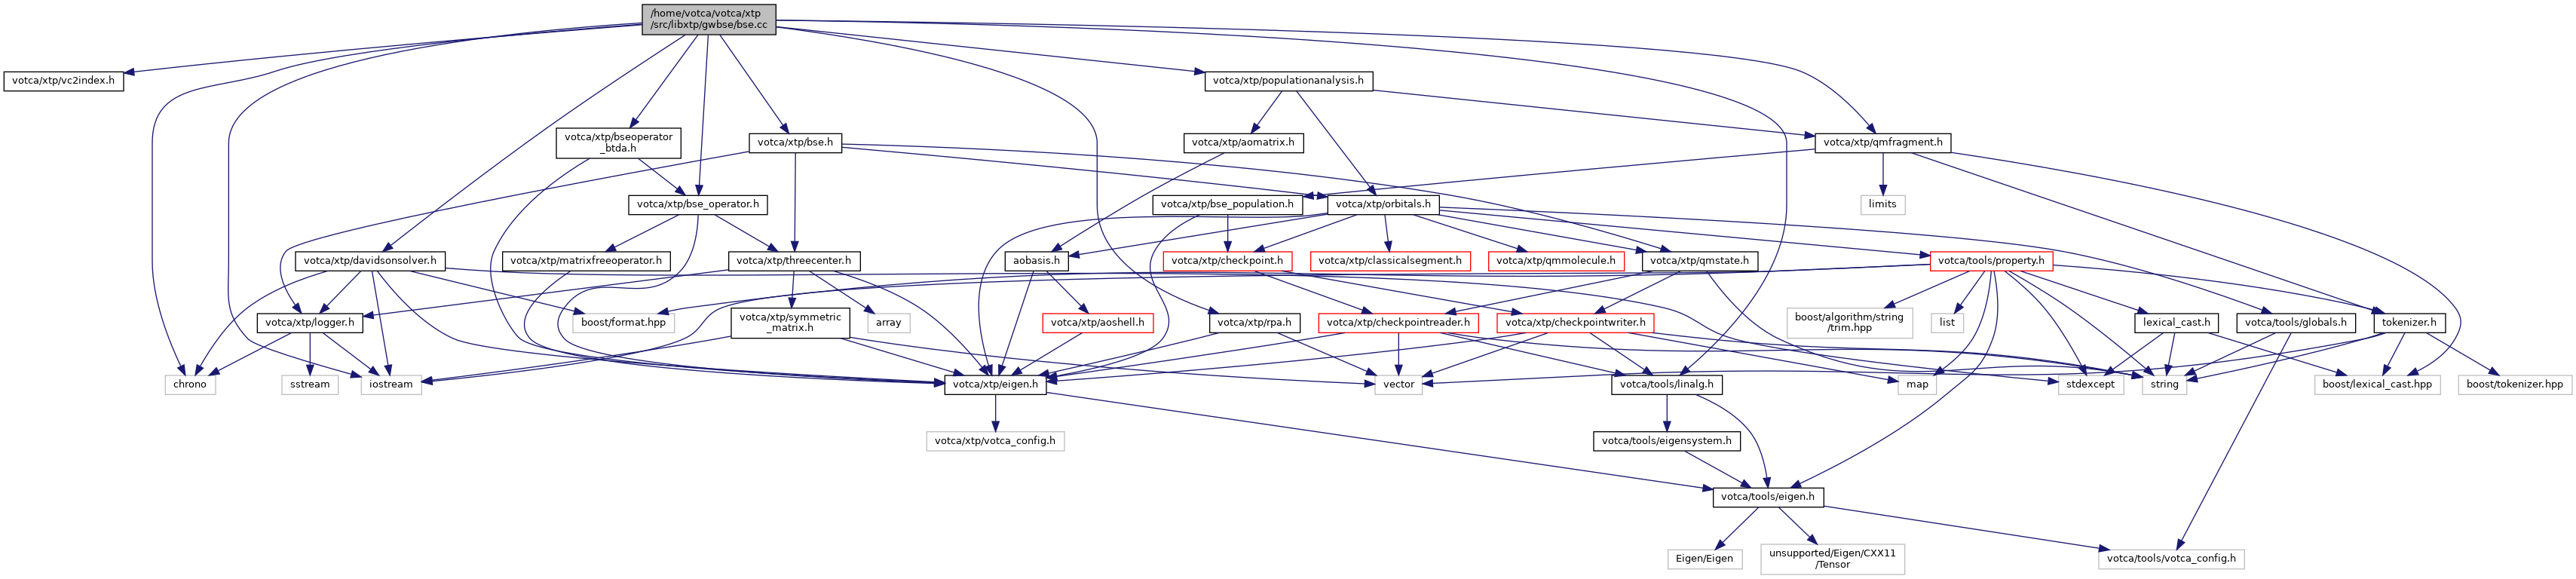 /home/votca/votca/xtp
/src/libxtp/gwbse/bse.cc
votca/xtp/vc2index.h
votca/xtp/populationanalysis.h
votca/xtp/bseoperator
_btda.h
votca/xtp/bse.h
votca/xtp/aomatrix.h
votca/xtp/qmfragment.h
votca/xtp/bse_operator.h
votca/xtp/bse_population.h
votca/xtp/orbitals.h
limits
votca/xtp/davidsonsolver.h
votca/xtp/matrixfreeoperator.h
votca/xtp/threecenter.h
aobasis.h
votca/xtp/checkpoint.h
votca/xtp/classicalsegment.h
votca/xtp/qmmolecule.h
votca/xtp/qmstate.h
votca/tools/property.h
votca/xtp/logger.h
boost/format.hpp
votca/xtp/symmetric
_matrix.h
array
votca/xtp/aoshell.h
votca/xtp/rpa.h
votca/xtp/checkpointreader.h
votca/xtp/checkpointwriter.h
boost/algorithm/string
/trim.hpp
list
lexical_cast.h
votca/tools/globals.h
tokenizer.h
chrono
sstream
iostream
votca/xtp/eigen.h
vector
votca/tools/linalg.h
map
stdexcept
string
boost/lexical_cast.hpp
boost/tokenizer.hpp
votca/xtp/votca_config.h
votca/tools/eigensystem.h
votca/tools/eigen.h
Eigen/Eigen
unsupported/Eigen/CXX11
/Tensor
votca/tools/votca_config.h